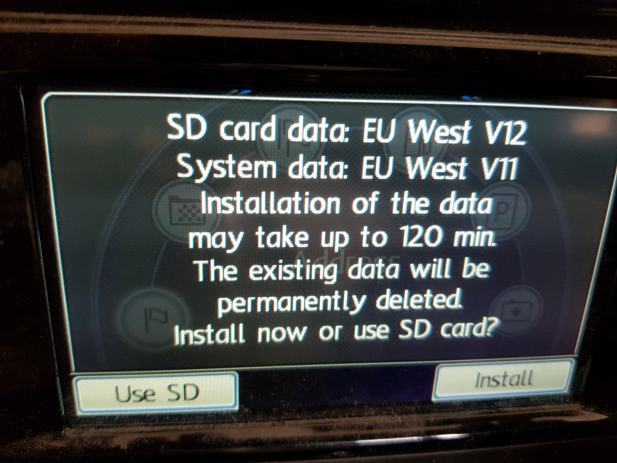 SD card data: EU West V12
System data: EU West V11
Installation of the data
may take up to 120 min.
The existing data will be
permanently deleted.
Install now or use SD card?
Address
Use SD
Install